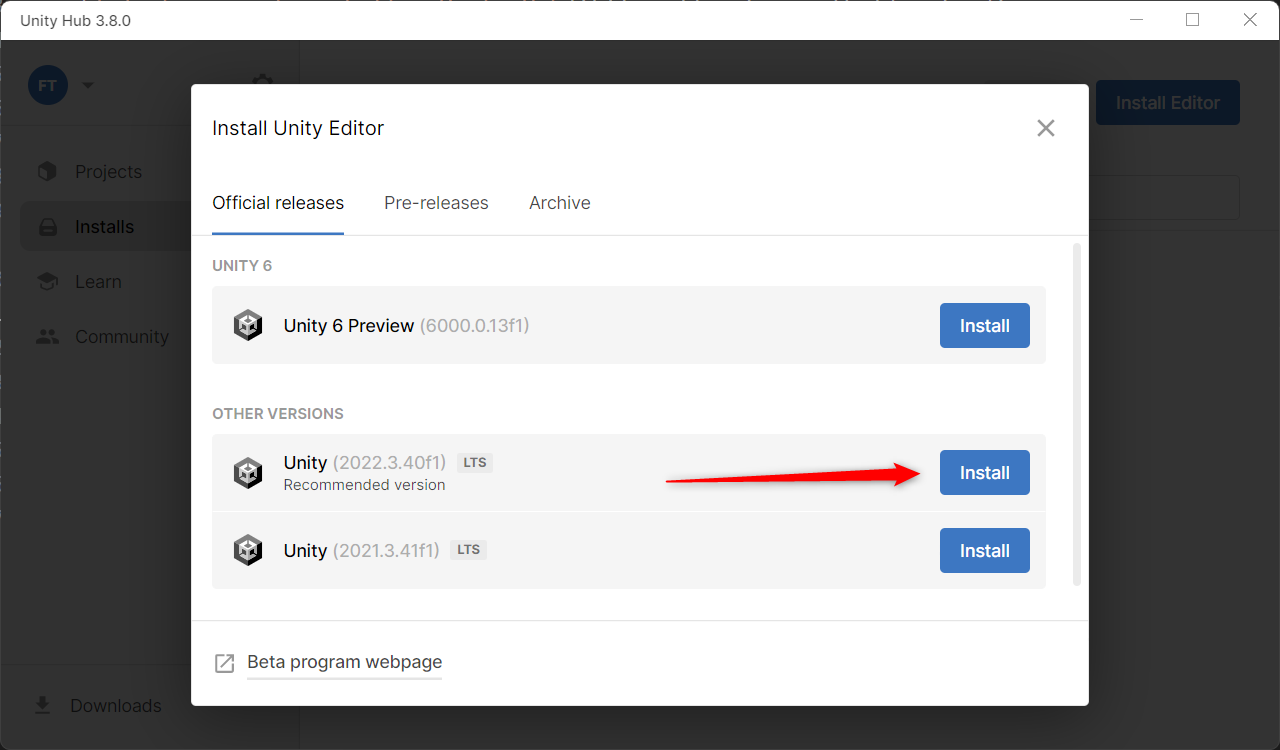 Unity Hub 3.8.0
FT
Install Editor
Projects
Installs
Learn
Community
Downloads
Install Unity Editor
Official releases
Pre-releases
Archive
UNITY 6
Unity 6 Preview (6000.0.13f1)
Install
OTHER VERSIONS
Unity (2022.3.40f1) LTS
Recommended version
Install
Unity (2021.3.41f1) LTS
Install
Beta program webpage